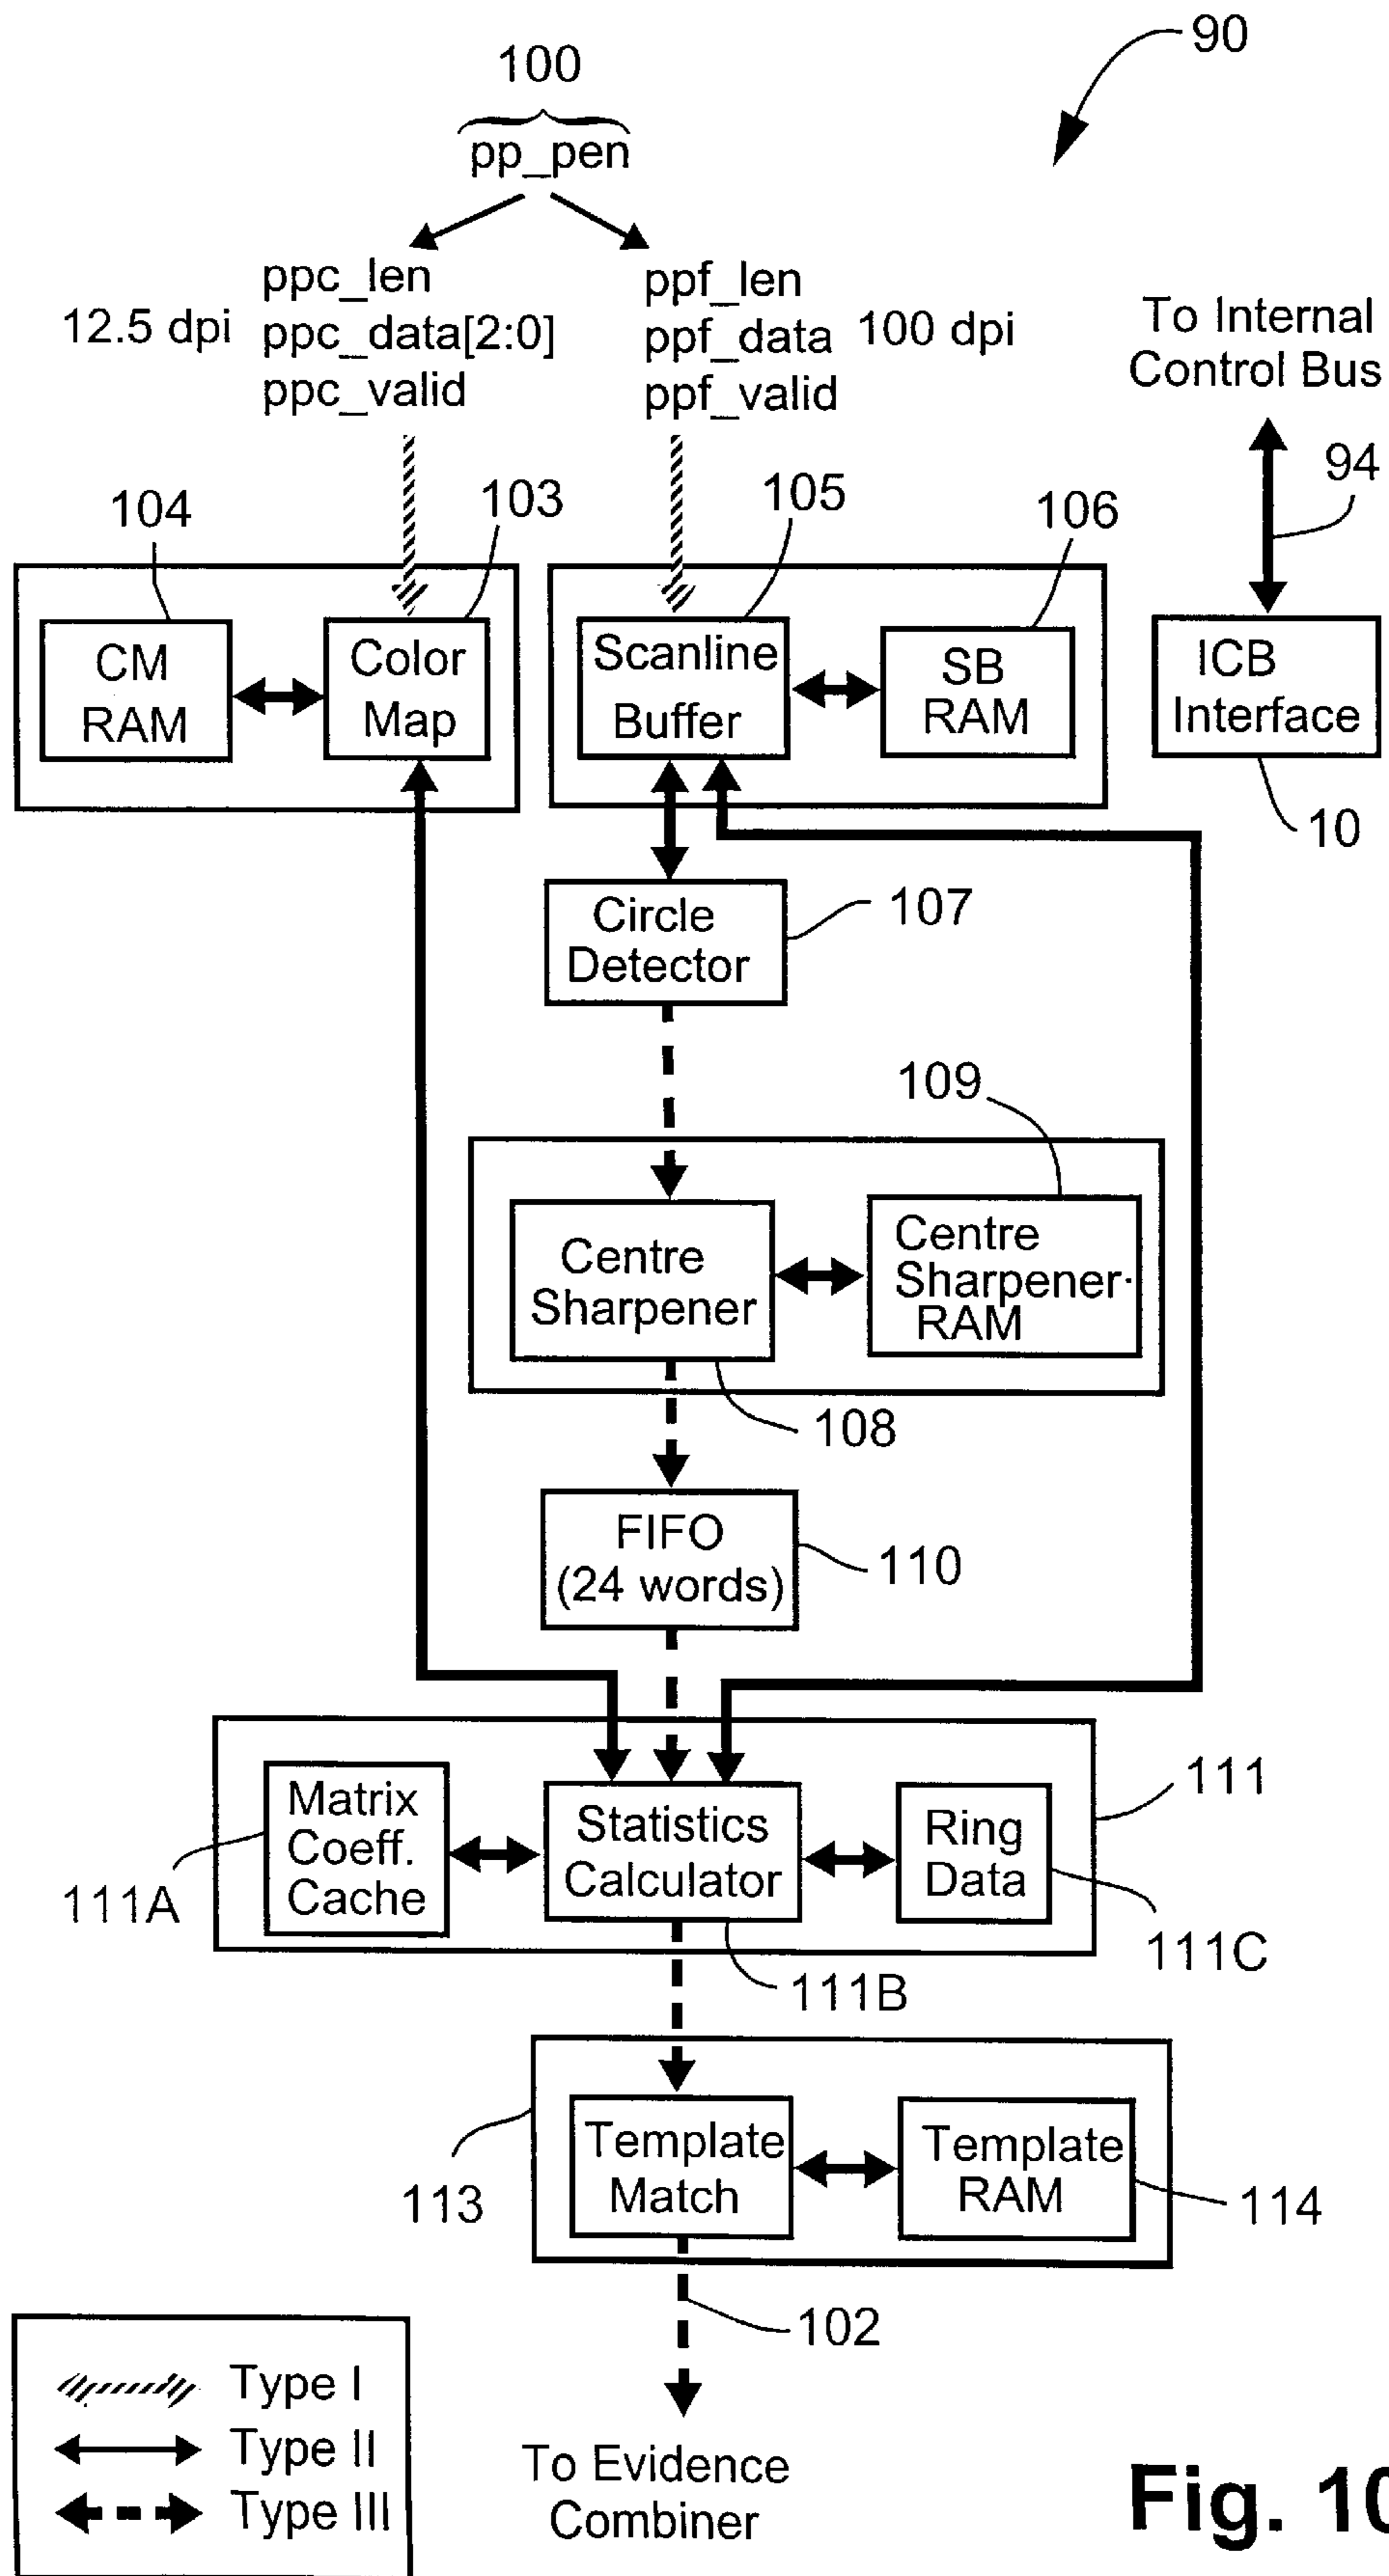 90
100
pp_pen
ppc_len
12.5 dpi ppc_data[2:0]
ppc_valid
ppf_len
ppf_data 100 dpi
ppf_valid
To Internal
Control Bus
94
104
103
105
106
CM
RAM
Color
Map
Scanline
Buffer
SB
RAM
ICB
Interface
10
Circle
Detector
107
109
Centre
Sharpener
Centre
Sharpener
RAM
108
FIFO
(24 words)
110
111
Matrix
Coeff.
Cache
Statistics
Calculator
Ring
Data
111A
111C
111B
Template
Match
Template
RAM
113
114
102
Type I
Type II
Type III
To Evidence
Combiner
Fig. 10